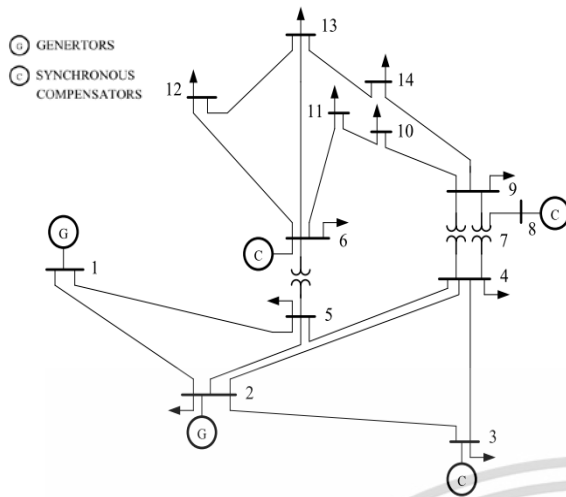 G GENERTORS
C SYNCHRONOUS
COMPENSATORS
13
14
12
11
10
9
G
C
6
7
8
C
1
4
5
2
G
3
C